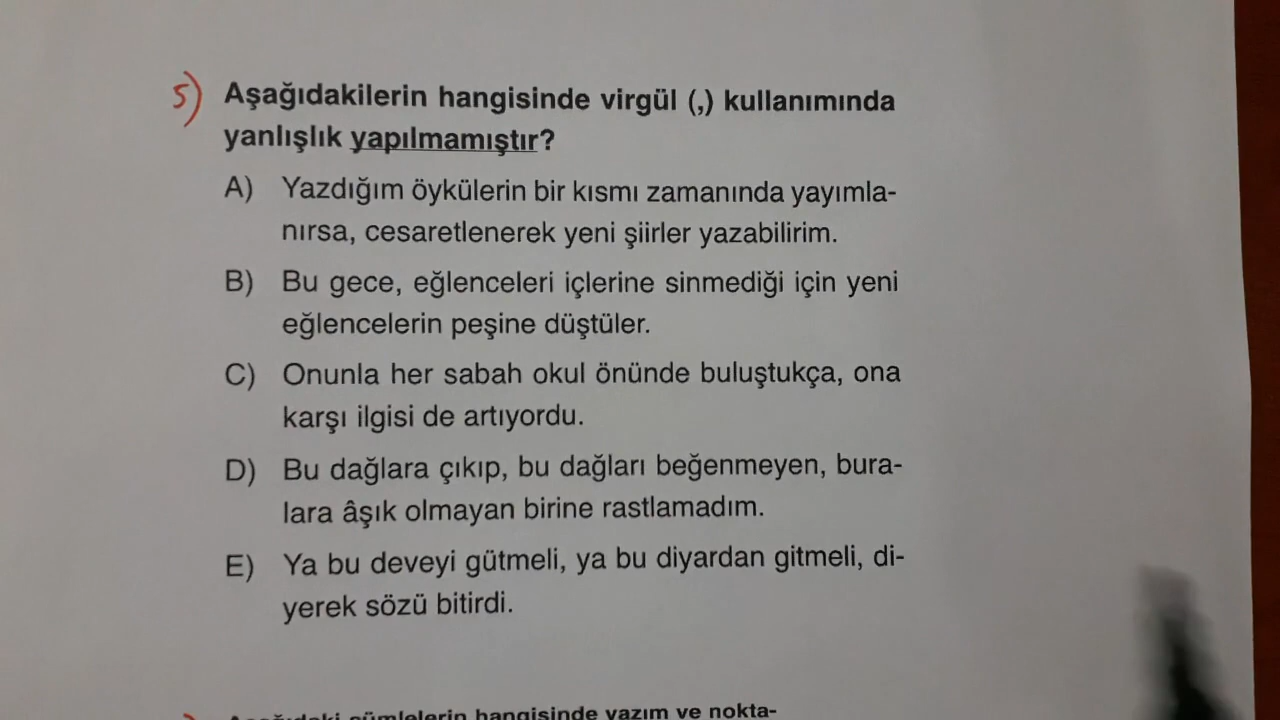 5) Aşağıdakilerin hangisinde virgül (,) kullanımında
yanlışlık yapılmamıştır?
A) Yazdığım öykülerin bir kısmı zamanında yayımla-
nırsa, cesaretlenerek yeni şiirler yazabilirim.
B) Bu gece, eğlenceleri içlerine sinmediği için yeni
eğlencelerin peşine düştüler.
C) Onunla her sabah okul önünde buluştukça, ona
karşı ilgisi de artıyordu.
D) Bu dağlara çıkıp, bu dağları beğenmeyen, bura-
lara âşık olmayan birine rastlamadım.
E) Ya bu deveyi gütmeli, ya bu diyardan gitmeli, di-
yerek sözü bitirdi.
Aşağıdaki cümlelerin hangisinde yazım ve nokta-